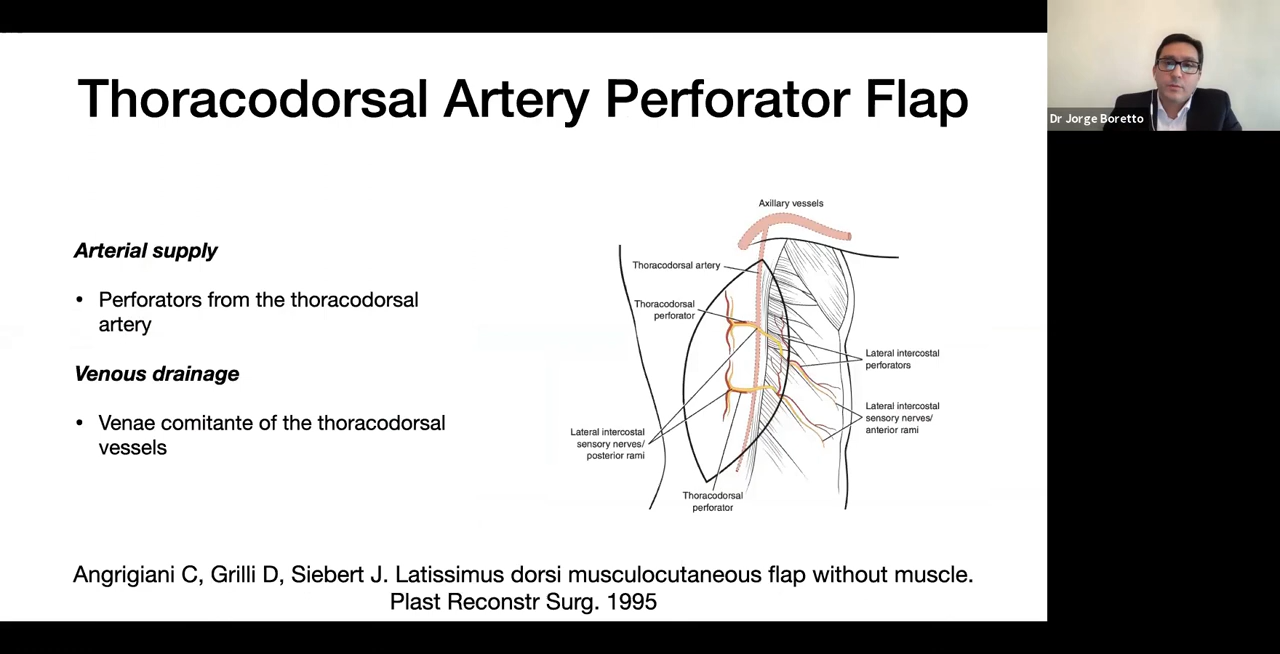 Thoracodorsal Artery Perforator Flap
Dr Jorge Boretto
Arterial supply
• Perforators from the thoracodorsal
artery
Venous drainage
• Venae comitante of the thoracodorsal
vessels
Axillary vessels
Thoracodorsal artery
Thoracodorsal
perforator
Lateral intercostal
perforators
Lateral intercostal
sensory nerves/
anterior rami
Lateral intercostal
sensory nerves/
posterior rami
Thoracodorsal
perforator
Angrigiani C, Grilli D, Siebert J. Latissimus dorsi musculocutaneous flap without muscle.
Plast Reconstr Surg. 1995